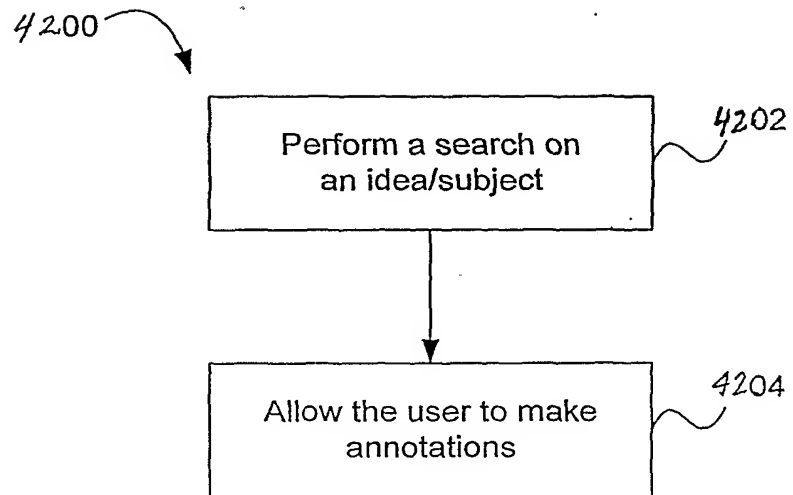 4200
4202
Perform a search on
an idea/subject
4204
Allow the user to make
annotations